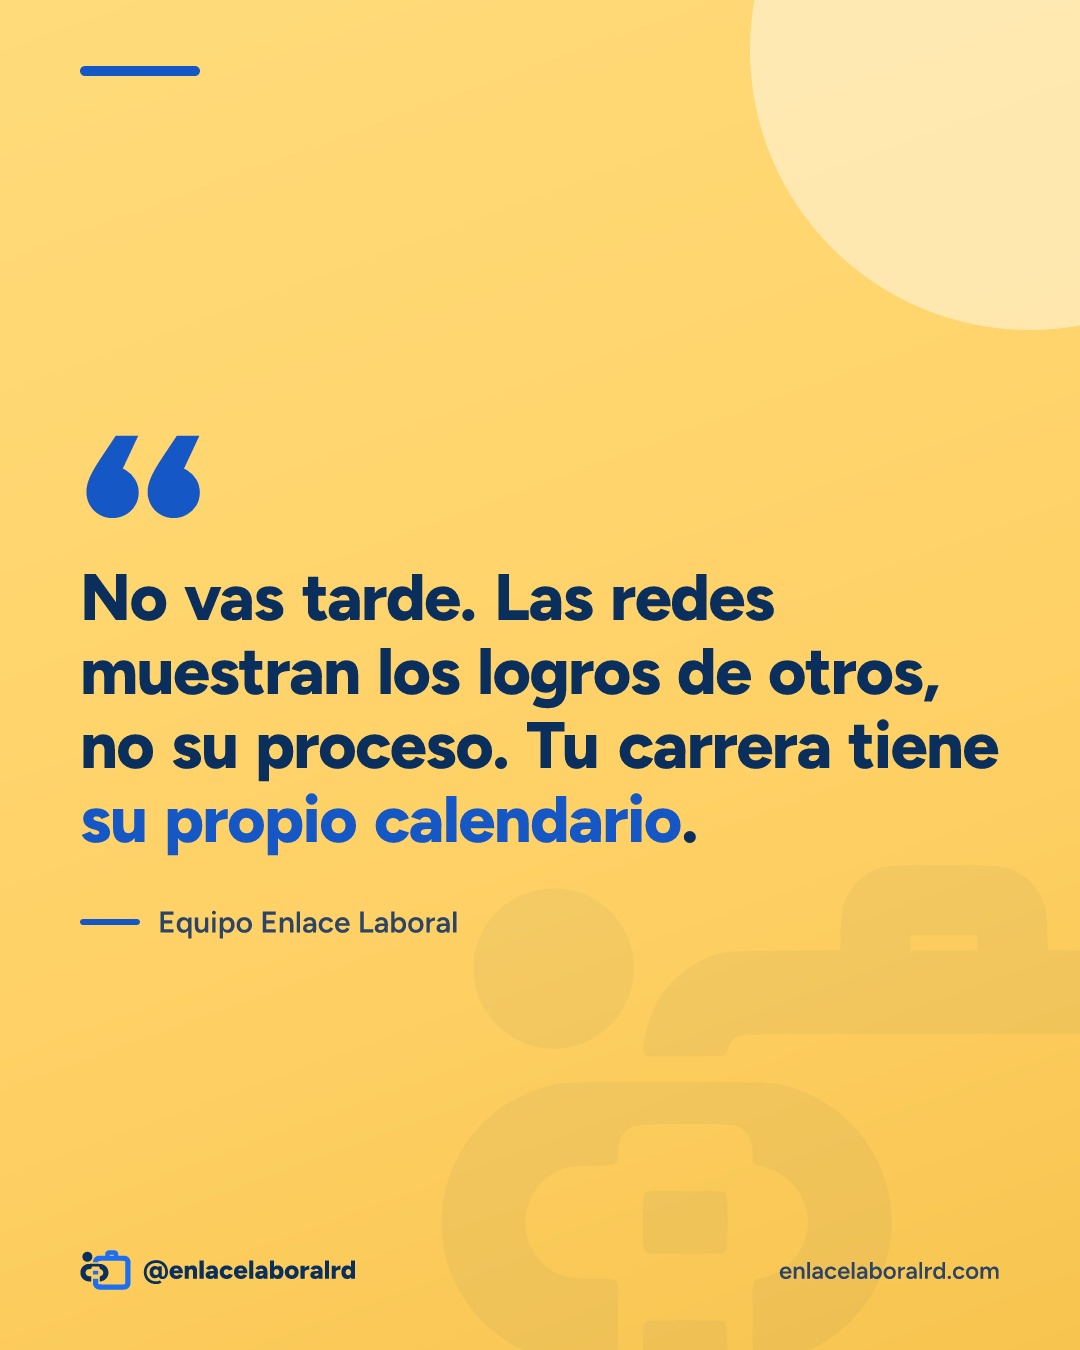 “
No vas tarde. Las redes
muestran los logros de otros,
no su proceso. Tu carrera tiene
su propio calendario.
Equipo Enlace Laboral
@enlacelaboralrd
enlacelaboralrd.com